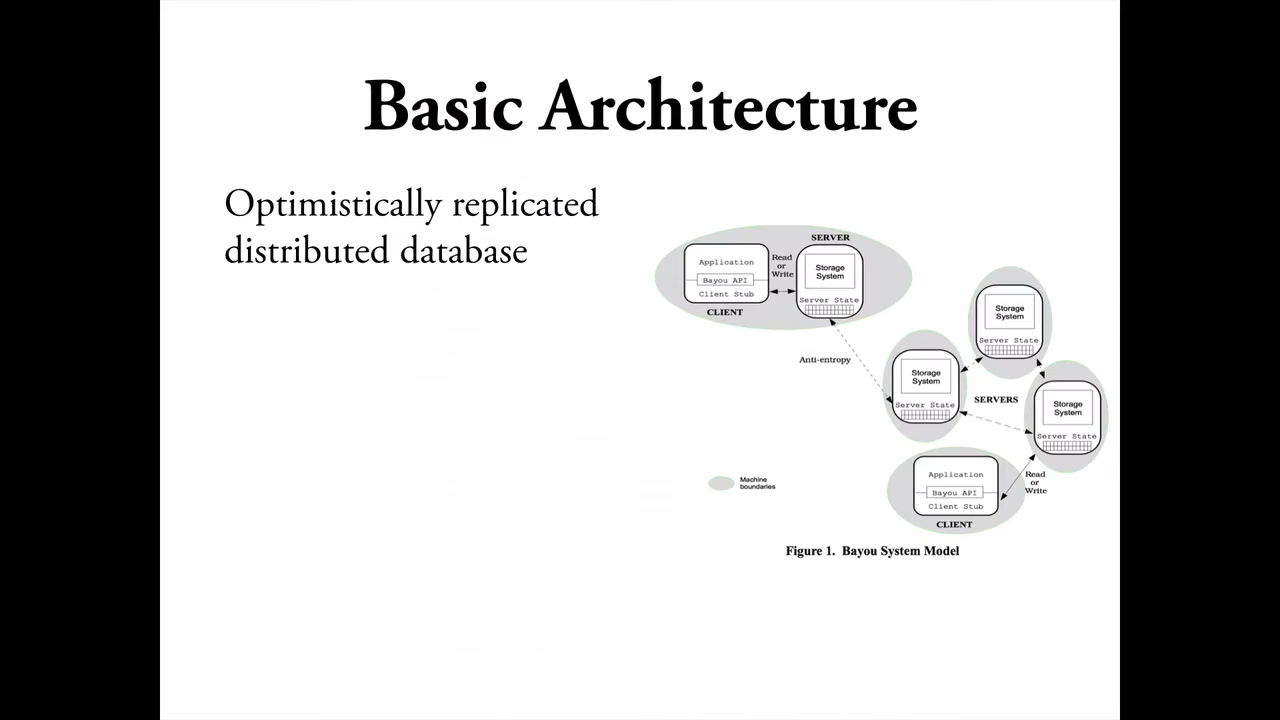 Basic Architecture
Optimistically replicated
distributed database
SERVER
Application
Bayou API
Client Stub
CLIENT
Read
or
Write
Storage
System
Server State
Anti-entropy
Storage
System
Server State
Storage
System
Server State
SERVERS
Storage
System
Server State
Machine
boundaries
Application
Bayou API
Client Stub
CLIENT
Read
or
Write
Figure 1. Bayou System Model